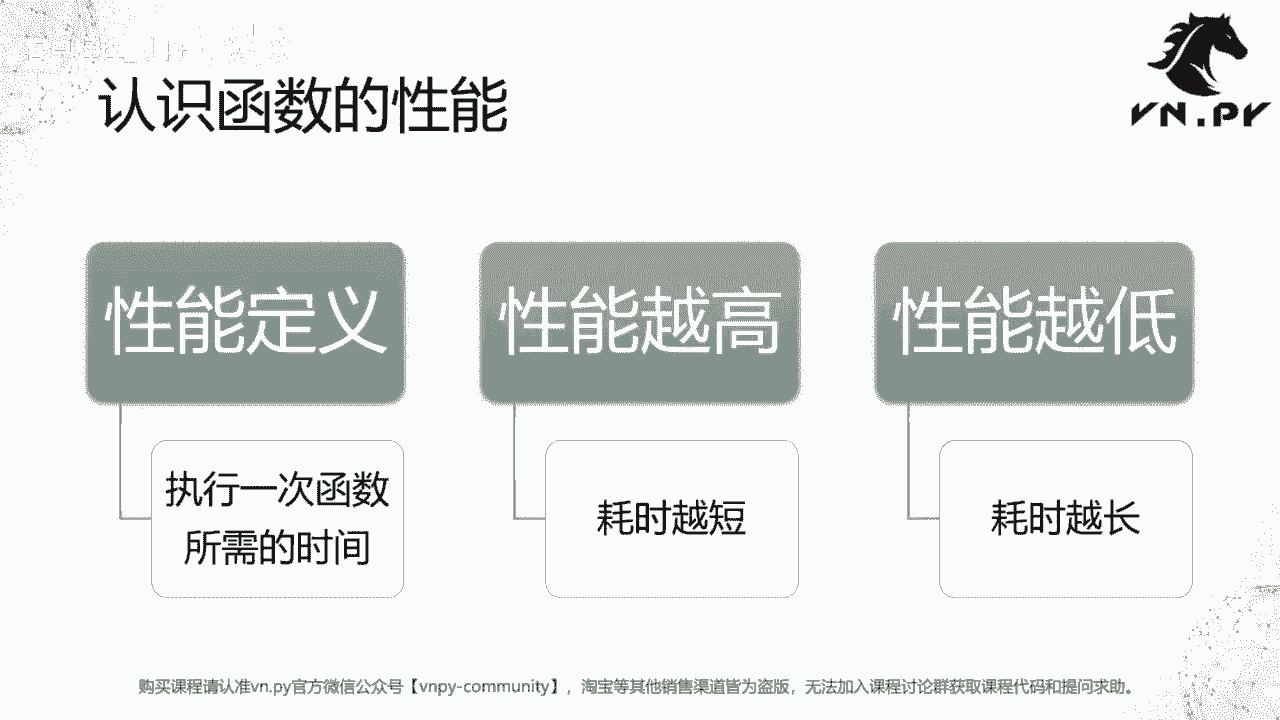 VN.PY
认识函数的性能
性能定义
性能越高
性能越低
执行一次函数
所需的时间
耗时越短
耗时越长
购买课程请认准vn.py官方微信公众号【vnpy-community】，淘宝等其他销售渠道皆为盗版，无法加入课程讨论群获取课程代码和提问求助。